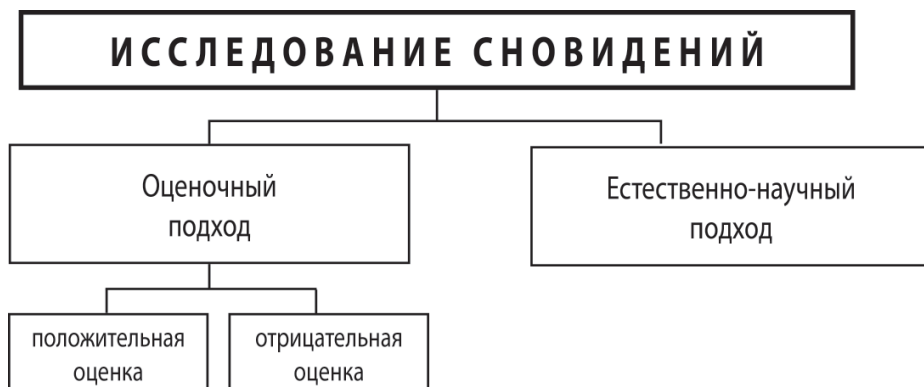 ИССЛЕДОВАНИЕ СНОВИДЕНИЙ
Оценочный
подход
Естественно-научный
подход
положительная
оценка
отрицательная
оценка